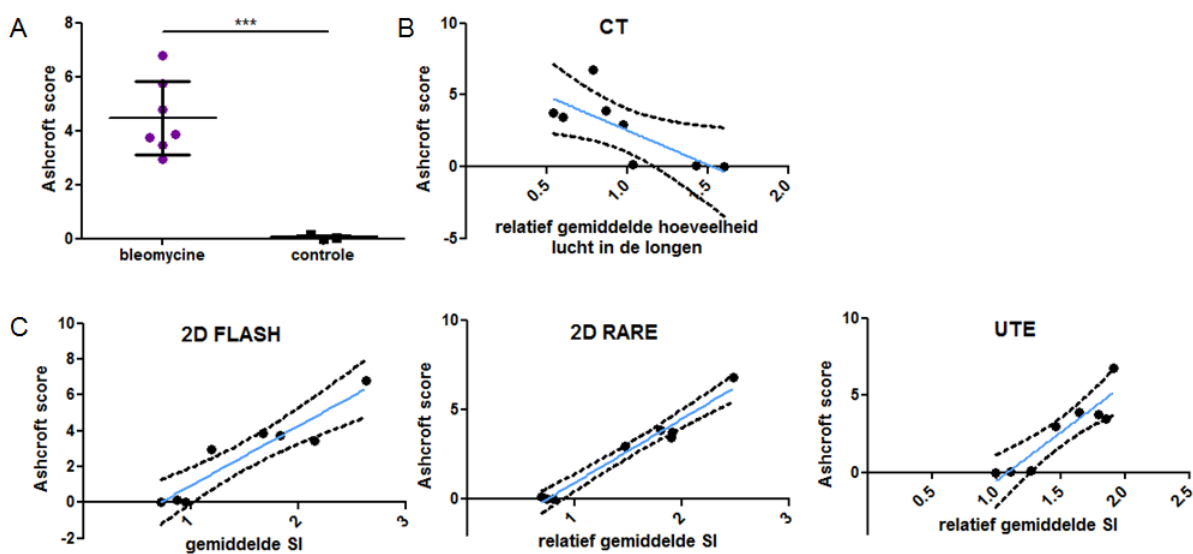 A
8
6
4
2
0
Ashcroft score
***
bleomycine
controle
B
CT
10
5
0
-5
Ashcroft score
0.5
1.0
1.5
2.0
relatief gemiddelde hoeveelheid
lucht in de longen
C
2D FLASH
10
8
6
4
2
0
-2
Ashcroft score
1
2
3
gemiddelde SI
2D RARE
10
5
0
Ashcroft score
1
2
3
relatief gemiddelde SI
UTE
10
5
0
-5
Ashcroft score
0.5
1.0
1.5
2.0
2.5
relatief gemiddelde SI